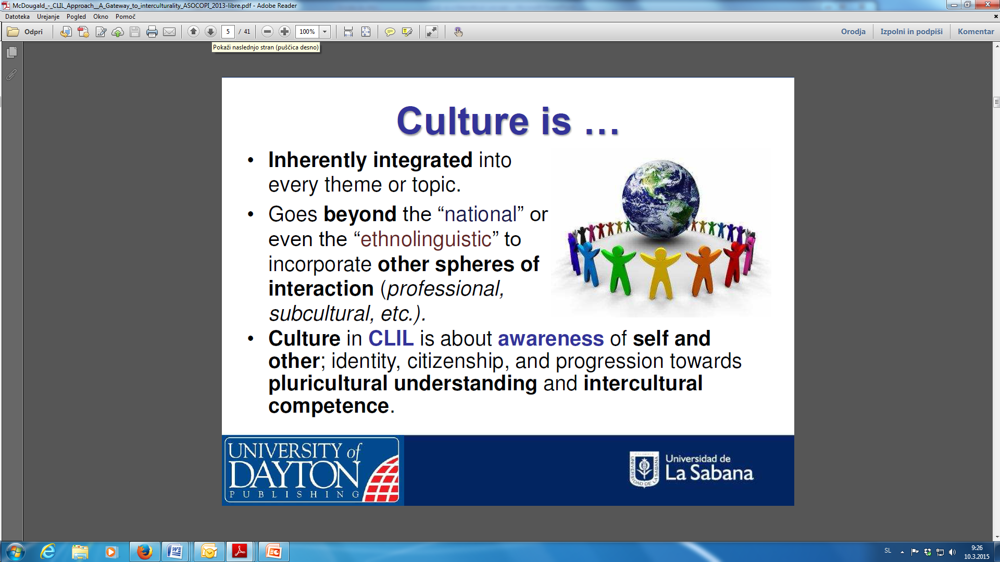 McDougald_-_CLIL_Approach__A_Gateway_to_interculturality_ASOCOPI_2013-libre.pdf - Adobe Reader
Datoteka Urejanje Pogled Okno Pomoč
Odpri 5 / 41 100% Orodja Izpolni in podpiši Komentar
Pokaži naslednjo stran (puščica desno)
Culture is …
• Inherently integrated into
every theme or topic.
• Goes beyond the “national” or
even the “ethnolinguistic” to
incorporate other spheres of
interaction (professional,
subcultural, etc.).
• Culture in CLIL is about awareness of self and
other; identity, citizenship, and progression towards
pluricultural understanding and intercultural
competence.
UNIVERSITY of
DAYTON
PUBLISHING
Universidad de
La Sabana
SL
9:26
10.3.2015